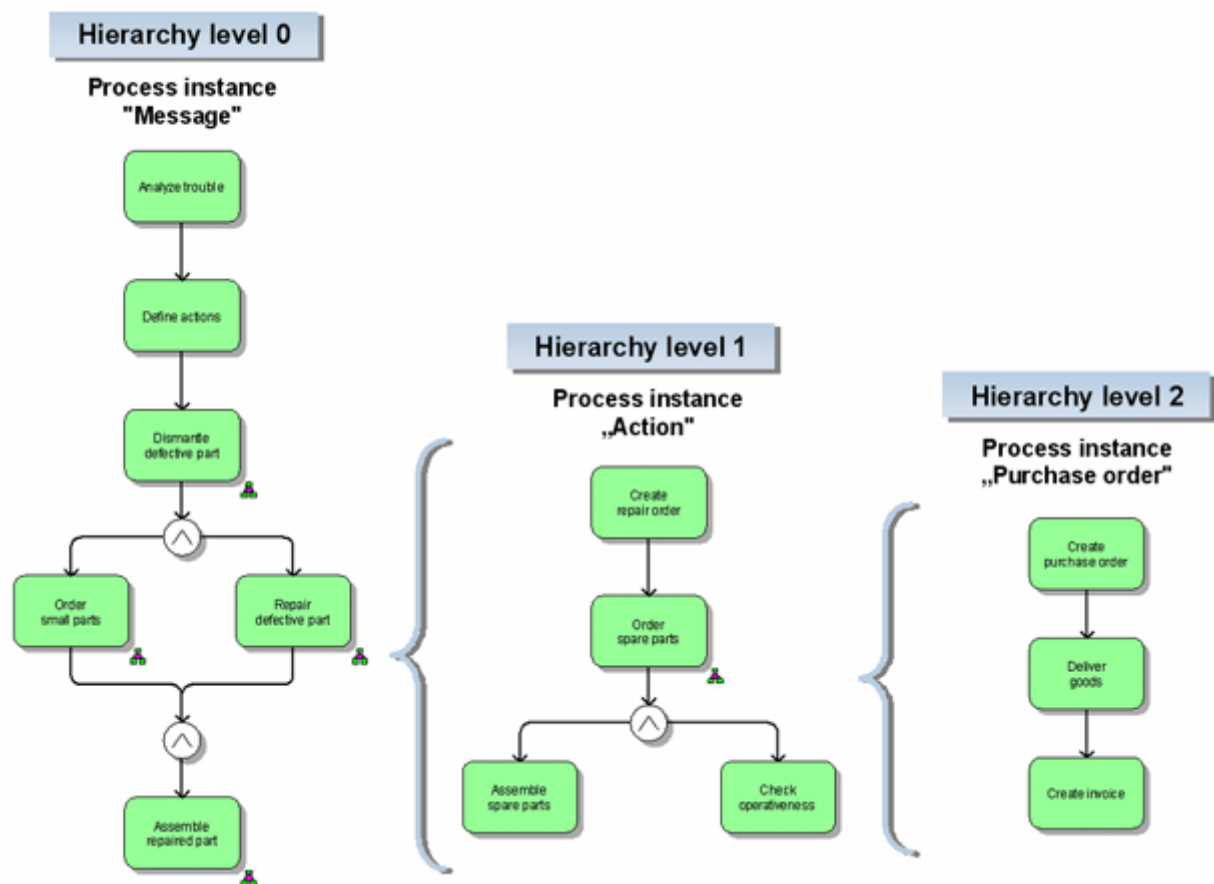 Hierarchy level 0
Process instance
"Message"
Analyze trouble
Define actions
Dismantle
defective part
Order
small parts
Repair
defective part
Assemble
repaired part
Hierarchy level 1
Process instance
„Action"
Create
repair order
Order
spare parts
Assemble
spare parts
Check
operativeness
Hierarchy level 2
Process instance
„Purchase order"
Create
purchase order
Deliver
goods
Create invoice